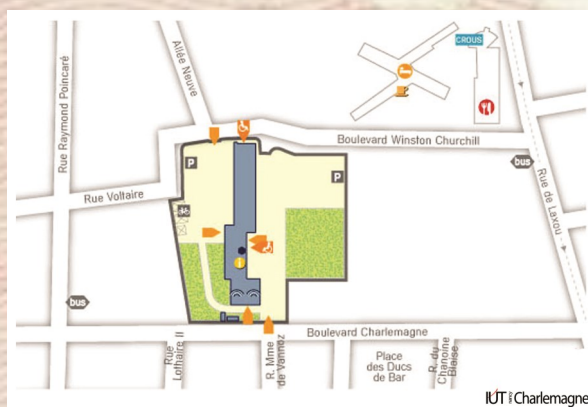 Allée Neuve
Rue Raymond Poincaré
CROUS
Boulevard Winston Churchill
P
P
bus
Rue Voltaire
Rue de Laxou
i
bus
Boulevard Charlemagne
Rue
Lothaire II
R. Mme
de Vannoz
Place
des Ducs
de Bar
R. du
Chanoine
Blaise
IUT Charlemagne